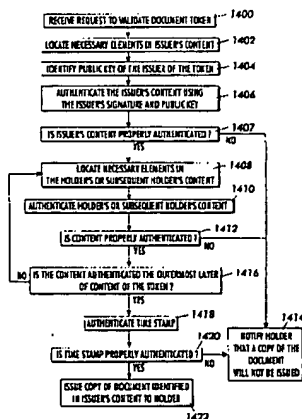 RECEIVE REQUEST TO VALIDATE DOCUMENT TOKEN
1400
LOCATE NECESSARY ELEMENTS IN ISSUER'S CONTENT
1402
IDENTIFY PUBLIC KEY OF THE ISSUER OF THE TOKEN
1404
AUTHENTICATE THE ISSUER'S CONTENT USING
THE ISSUER'S SIGNATURE AND PUBLIC KEY
1406
IS ISSUER'S CONTENT PROPERLY AUTHENTICATED?
1407
NO
YES
LOCATE NECESSARY ELEMENTS IN
THE HOLDER'S OR SUBSEQUENT HOLDER'S CONTENT
1408
1410
AUTHENTICATE HOLDER'S OR SUBSEQUENT HOLDER'S CONTENT
1412
IS CONTENT PROPERLY AUTHENTICATED?
NO
YES
NO
IS THE CONTENT AUTHENTICATED THE OUTERMOST LAYER
OF CONTENT OF THE TOKEN?
1416
YES
1418
AUTHENTICATE TIME STAMP
1420
IS TIME STAMP PROPERLY AUTHENTICATED?
NO
YES
1414
NOTIFY HOLDER
THAT A COPY OF THE
DOCUMENT
WILL NOT BE ISSUED
ISSUE COPY OF DOCUMENT IDENTIFIED
IN ISSUER'S CONTENT TO HOLDER
1422